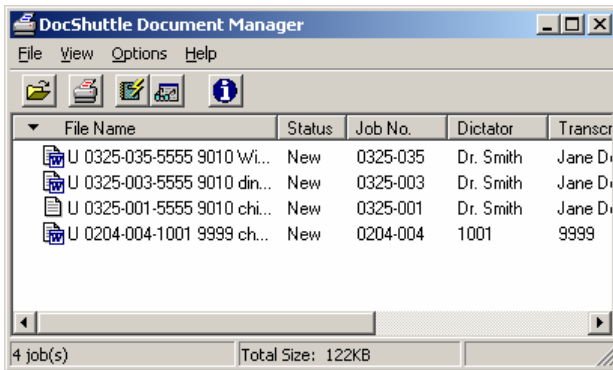 DocShuttle Document Manager
File View Options Help
File Name Status Job No. Dictator Transcr
U 0325-035-5555 9010 Wi... New 0325-035 Dr. Smith Jane D
U 0325-003-5555 9010 din... New 0325-003 Dr. Smith Jane D
U 0325-001-5555 9010 chi... New 0325-001 Dr. Smith Jane D
U 0204-004-1001 9999 ch... New 0204-004 1001 9999
4 job(s) Total Size: 122KB